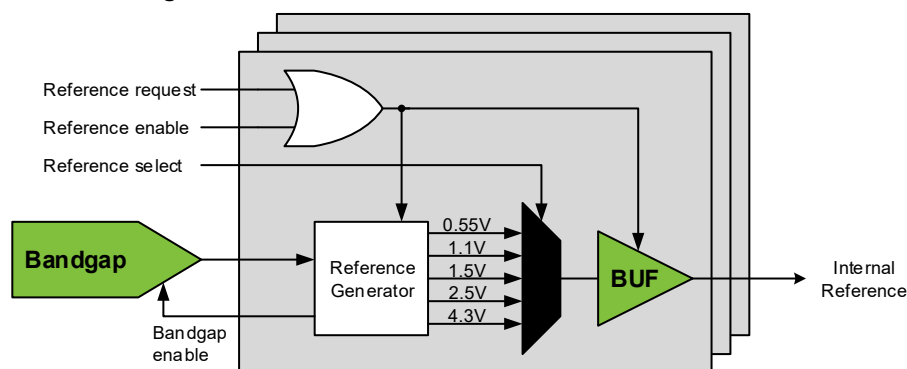 Reference request
Reference enable
Reference select
Bandgap
Bandgap
enable
Reference
Generator
0.55V
1.1V
1.5V
2.5V
4.3V
BUF
Internal
Reference